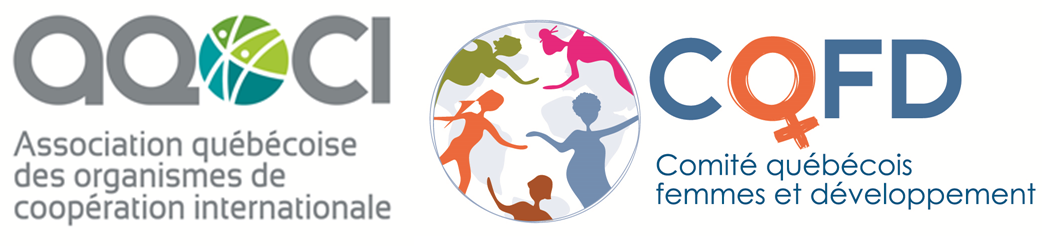 AQOCI
Association québécoise
des organismes de
coopération internationale
CQFD
Comité québécois
femmes et développement